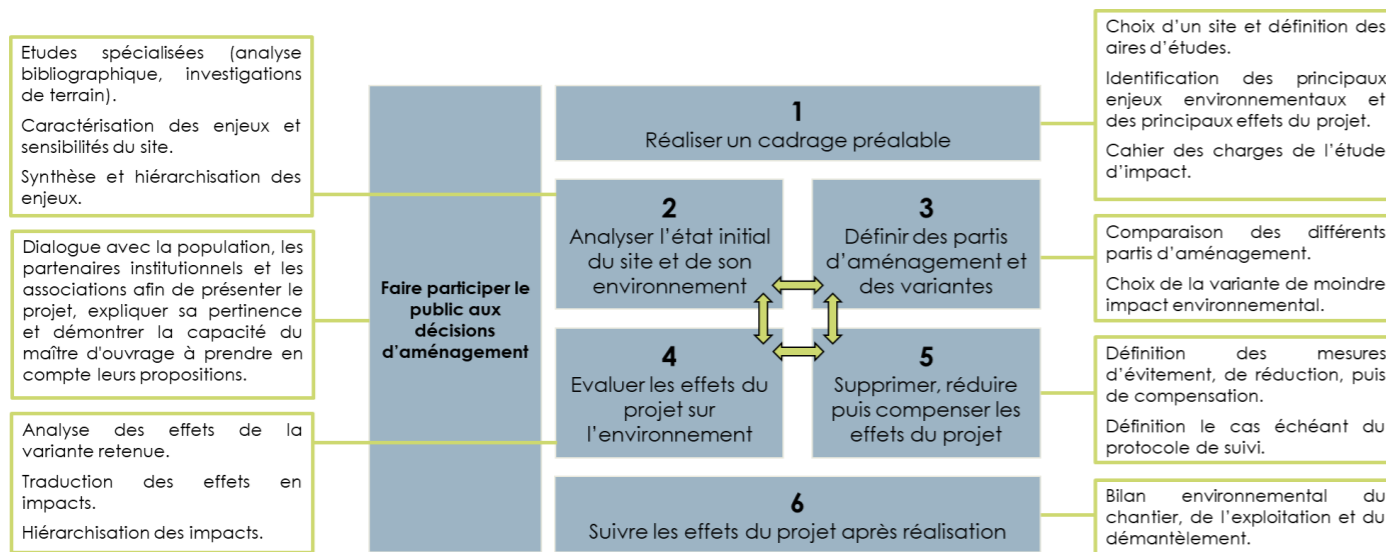 Etudes spécialisées (analyse
bibliographique, investigations
de terrain).
Caractérisation des enjeux et
sensibilités du site.
Synthèse et hiérarchisation des
enjeux.
Dialogue avec la population, les
partenaires institutionnels et les
associations afin de présenter le
projet, expliquer sa pertinence
et démontrer la capacité du
maître d'ouvrage à prendre en
compte leurs propositions.
Analyse des effets de la
variante retenue.
Traduction des effets en
impacts.
Hiérarchisation des impacts.
Faire participer le
public aux
décisions
d'aménagement
1
Réaliser un cadrage préalable
2
Analyser l'état initial
du site et de son
environnement
3
Définir des partis
d'aménagement et
des variantes
4
Evaluer les effets du
projet sur
l'environnement
5
Supprimer, réduire
puis compenser les
effets du projet
6
Suivre les effets du projet après réalisation
Choix d'un site et définition des
aires d'études.
Identification des principaux
enjeux environnementaux et
des principaux effets du projet.
Cahier des charges de l'étude
d'impact.
Comparaison des différents
partis d'aménagement.
Choix de la variante de moindre
impact environnemental.
Définition des mesures
d'évitement, de réduction, puis
de compensation.
Définition le cas échéant du
protocole de suivi.
Bilan environnemental du
chantier, de l'exploitation et du
démantèlement.